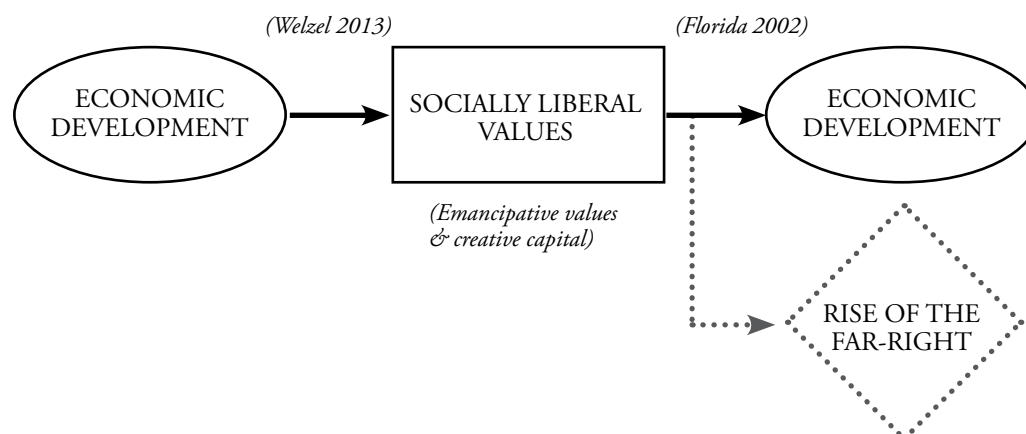 (Welzel 2013)
(Florida 2002)
ECONOMIC
DEVELOPMENT
SOCIALLY LIBERAL
VALUES
ECONOMIC
DEVELOPMENT
(Emancipative values
& creative capital)
RISE OF THE
FAR-RIGHT